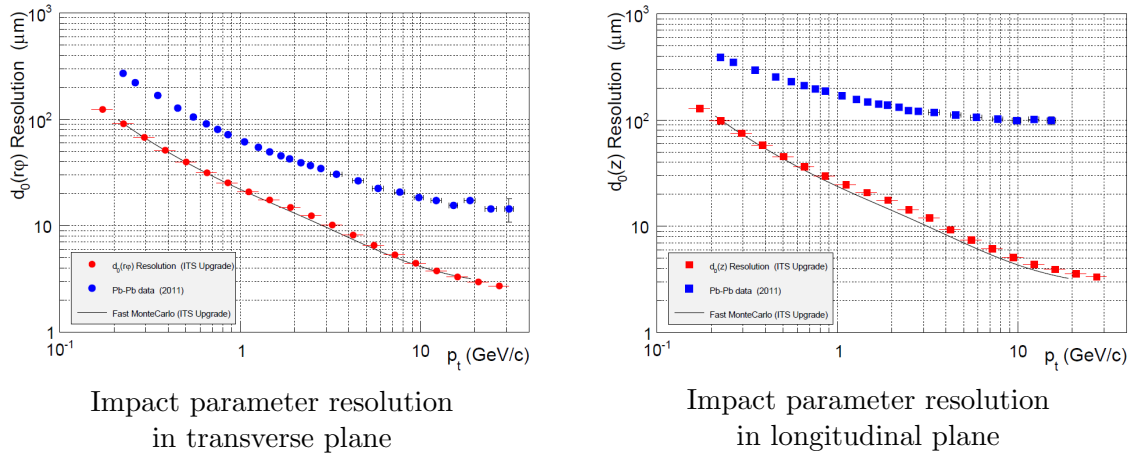 d₀(rφ) Resolution (μm)
10³
10²
10
1
10⁻¹
1
10
p_t (GeV/c)
d₀(rφ) Resolution (ITS Upgrade)
Pb-Pb data (2011)
Fast MonteCarlo (ITS Upgrade)
Impact parameter resolution
in transverse plane
d₀(z) Resolution (μm)
10³
10²
10
1
10⁻¹
1
10
p_t (GeV/c)
d₀(z) Resolution (ITS Upgrade)
Pb-Pb data (2011)
Fast MonteCarlo (ITS Upgrade)
Impact parameter resolution
in longitudinal plane